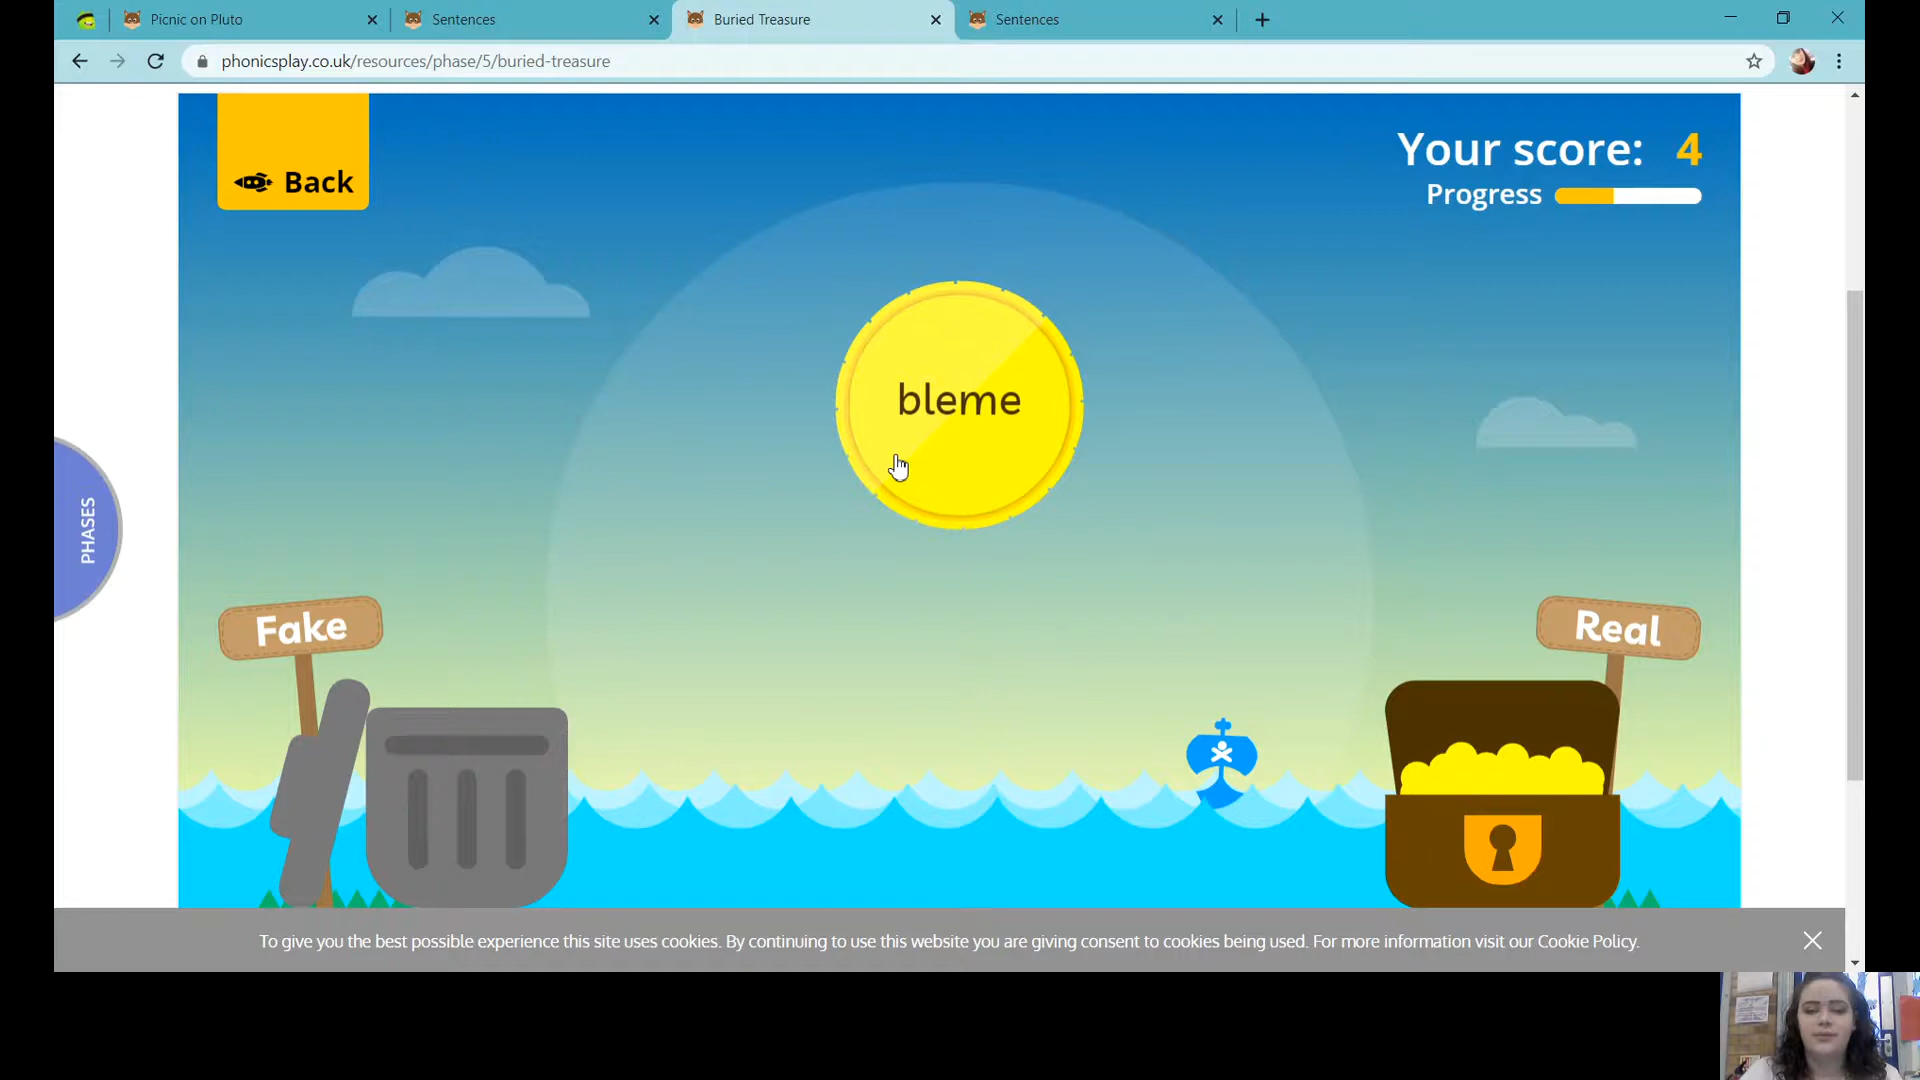 Picnic on Pluto
Sentences
Buried Treasure
Sentences
phonicsplay.co.uk/resources/phase/5/buried-treasure
Back
Your score: 4
Progress
bleme
PHASES
Fake
Real
To give you the best possible experience this site uses cookies. By continuing to use this website you are giving consent to cookies being used. For more information visit our Cookie Policy.